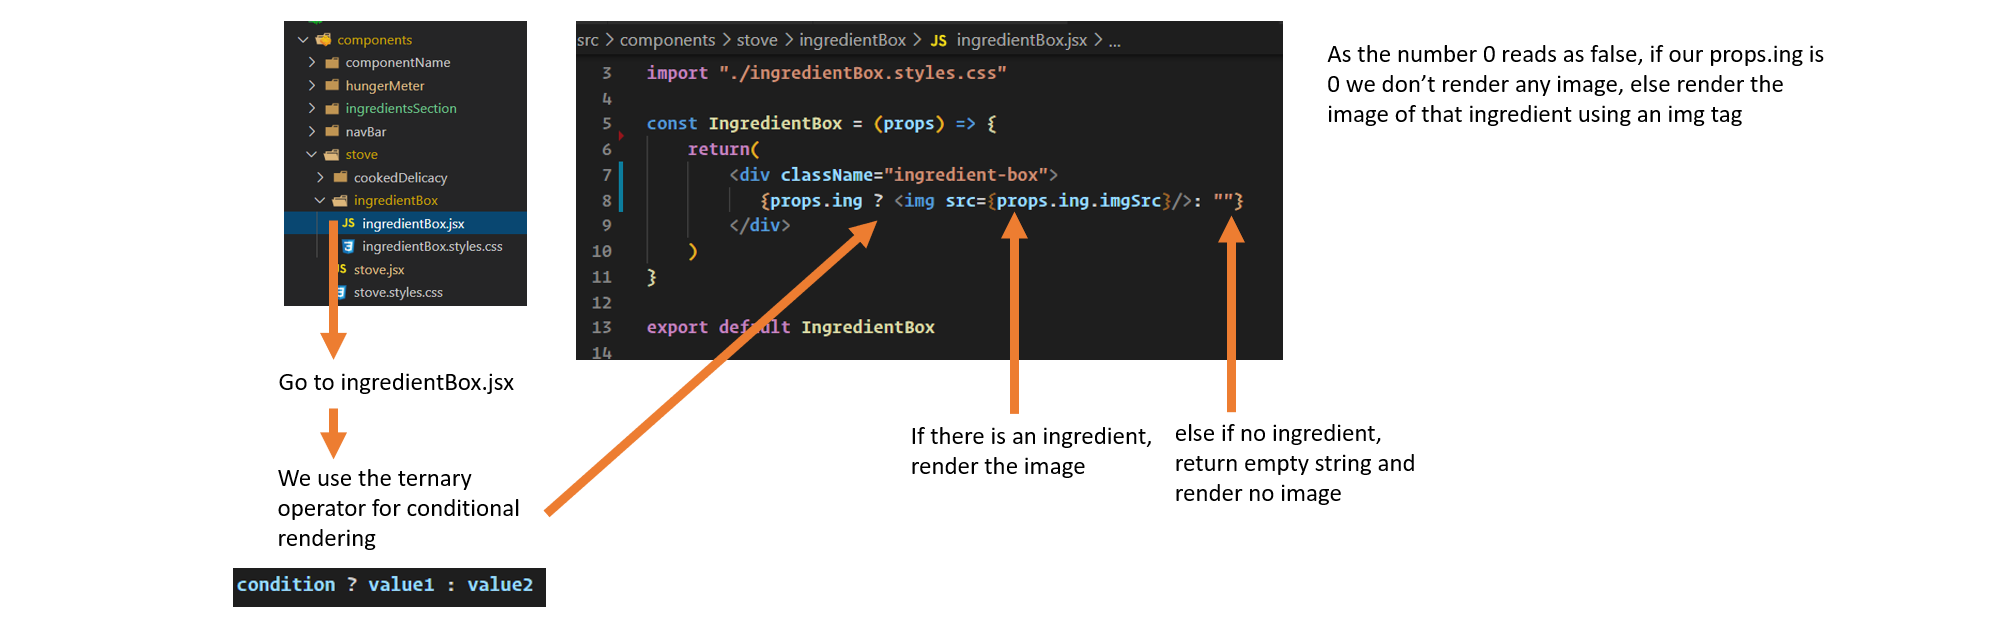 components
componentName
hungerMeter
ingredientsSection
navBar
stove
cookedDelicacy
ingredientBox
JS ingredientBox.jsx
ingredientBox.styles.css
JS stove.jsx
stove.styles.css
Go to ingredientBox.jsx
We use the ternary
operator for conditional
rendering
condition ? value1 : value2
src > components > stove > ingredientBox > JS ingredientBox.jsx > ...
3 import "./ingredientBox.styles.css"
4
5 const IngredientBox = (props) => {
6 return(
7 <div className="ingredient-box">
8 {props.ing ? <img src={props.ing.imgSrc}/>: ""}
9 </div>
10 )
11 }
12
13 export default IngredientBox
14
If there is an ingredient,
render the image
else if no ingredient,
return empty string and
render no image
As the number 0 reads as false, if our props.ing is
0 we don’t render any image, else render the
image of that ingredient using an img tag